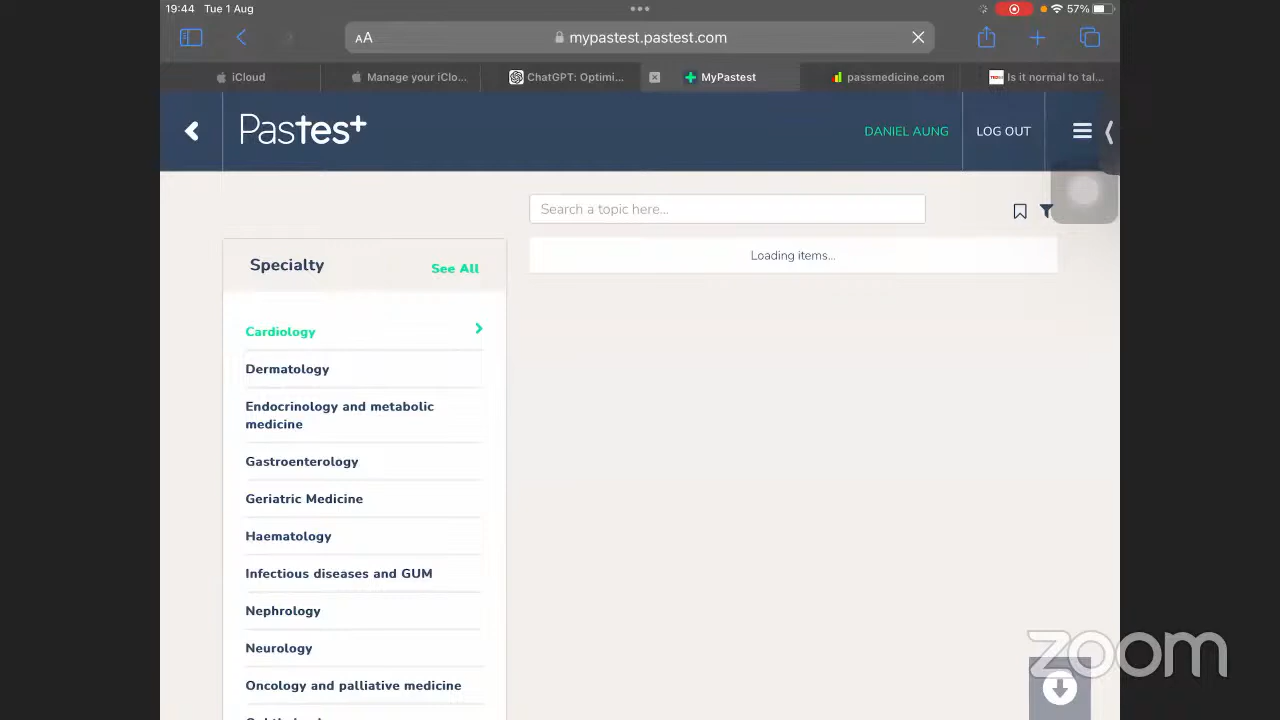 19:44 Tue 1 Aug
57%
AA
mypastest.pastest.com
iCloud
Manage your iClo...
ChatGPT: Optimi...
MyPastest
passmedicine.com
Is it normal to tal...
Pastest
DANIEL AUNG
LOG OUT
Search a topic here...
Specialty
See All
Loading items...
Cardiology
Dermatology
Endocrinology and metabolic
medicine
Gastroenterology
Geriatric Medicine
Haematology
Infectious diseases and GUM
Nephrology
Neurology
Oncology and palliative medicine
zoom